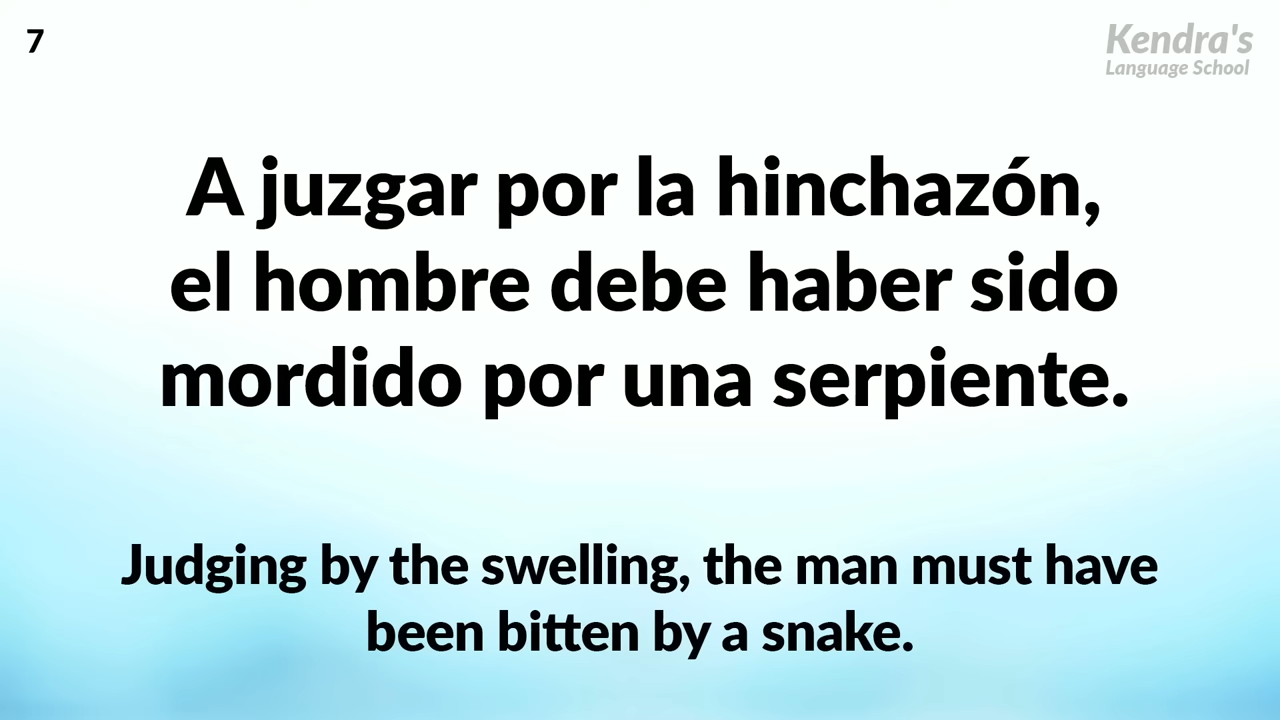 7
Kendra's
Language School
A juzgar por la hinchazón,
el hombre debe haber sido
mordido por una serpiente.
Judging by the swelling, the man must have
been bitten by a snake.